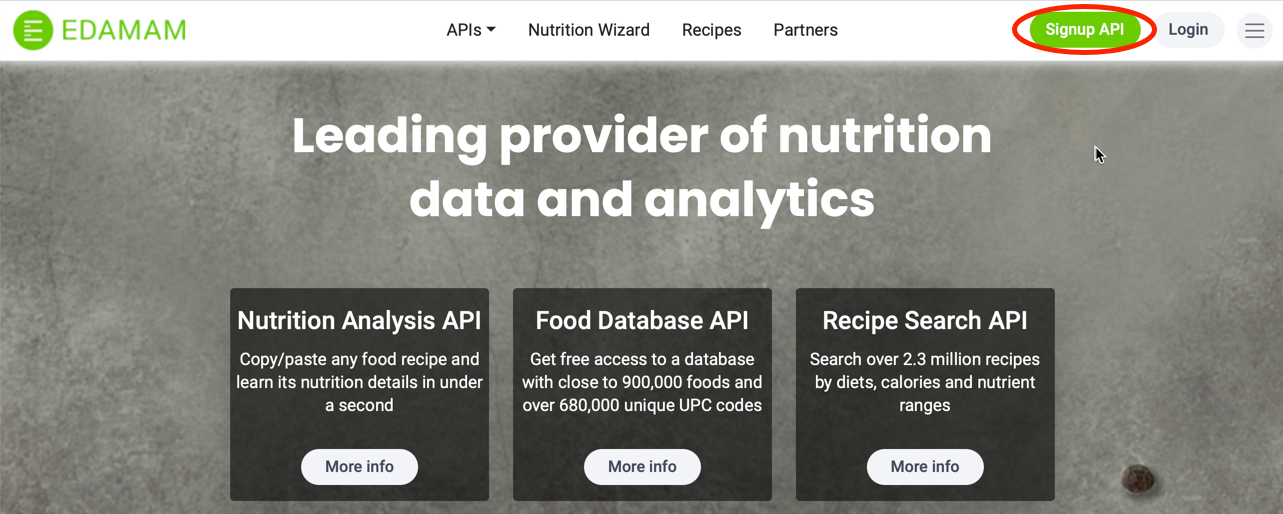 EDAMAM
APIs
Nutrition Wizard
Recipes
Partners
Signup API
Login
Leading provider of nutrition
data and analytics
Nutrition Analysis API
Copy/paste any food recipe and
learn its nutrition details in under
a second
More info
Food Database API
Get free access to a database
with close to 900,000 foods and
over 680,000 unique UPC codes
More info
Recipe Search API
Search over 2.3 million recipes
by diets, calories and nutrient
ranges
More info